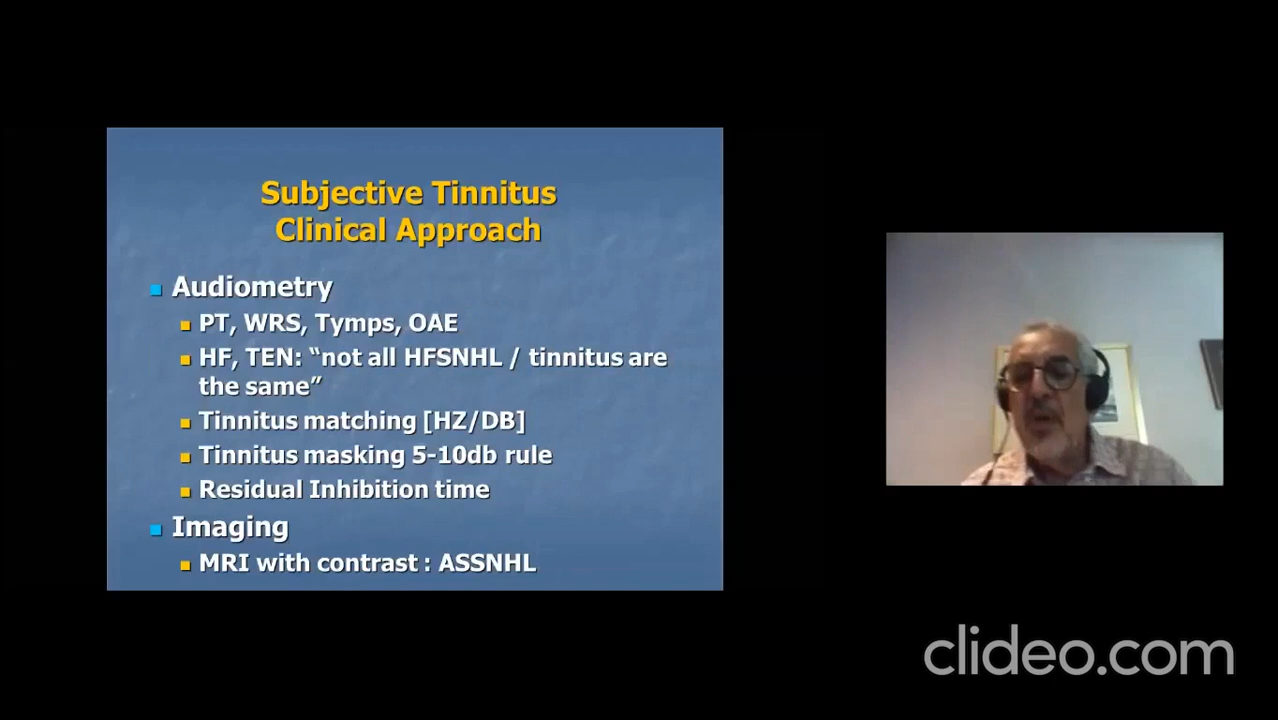 Subjective Tinnitus
Clinical Approach
Audiometry
PT, WRS, Tymps, OAE
HF, TEN: “not all HFSNHL / tinnitus are
the same”
Tinnitus matching [HZ/DB]
Tinnitus masking 5-10db rule
Residual Inhibition time
Imaging
MRI with contrast : ASSNHL
clideo.com